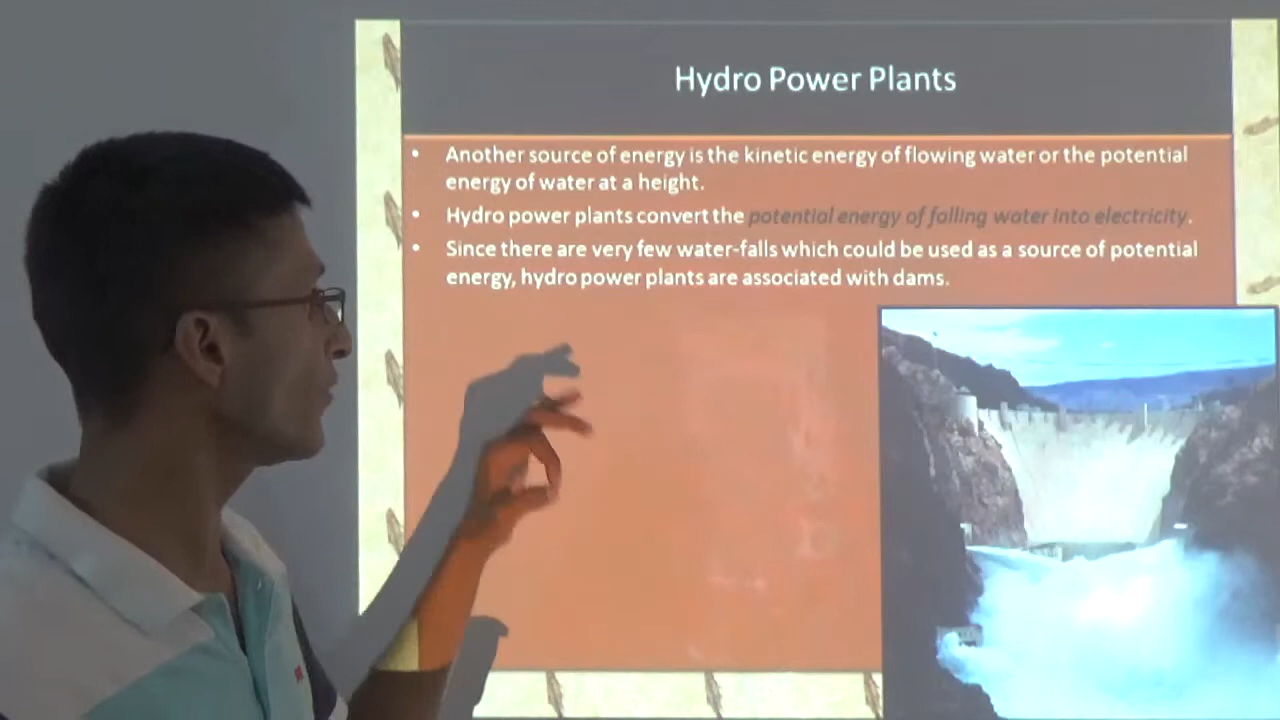 Hydro Power Plants
• Another source of energy is the kinetic energy of flowing water or the potential
energy of water at a height.
• Hydro power plants convert the potential energy of falling water into electricity.
• Since there are very few water-falls which could be used as a source of potential
energy, hydro power plants are associated with dams.